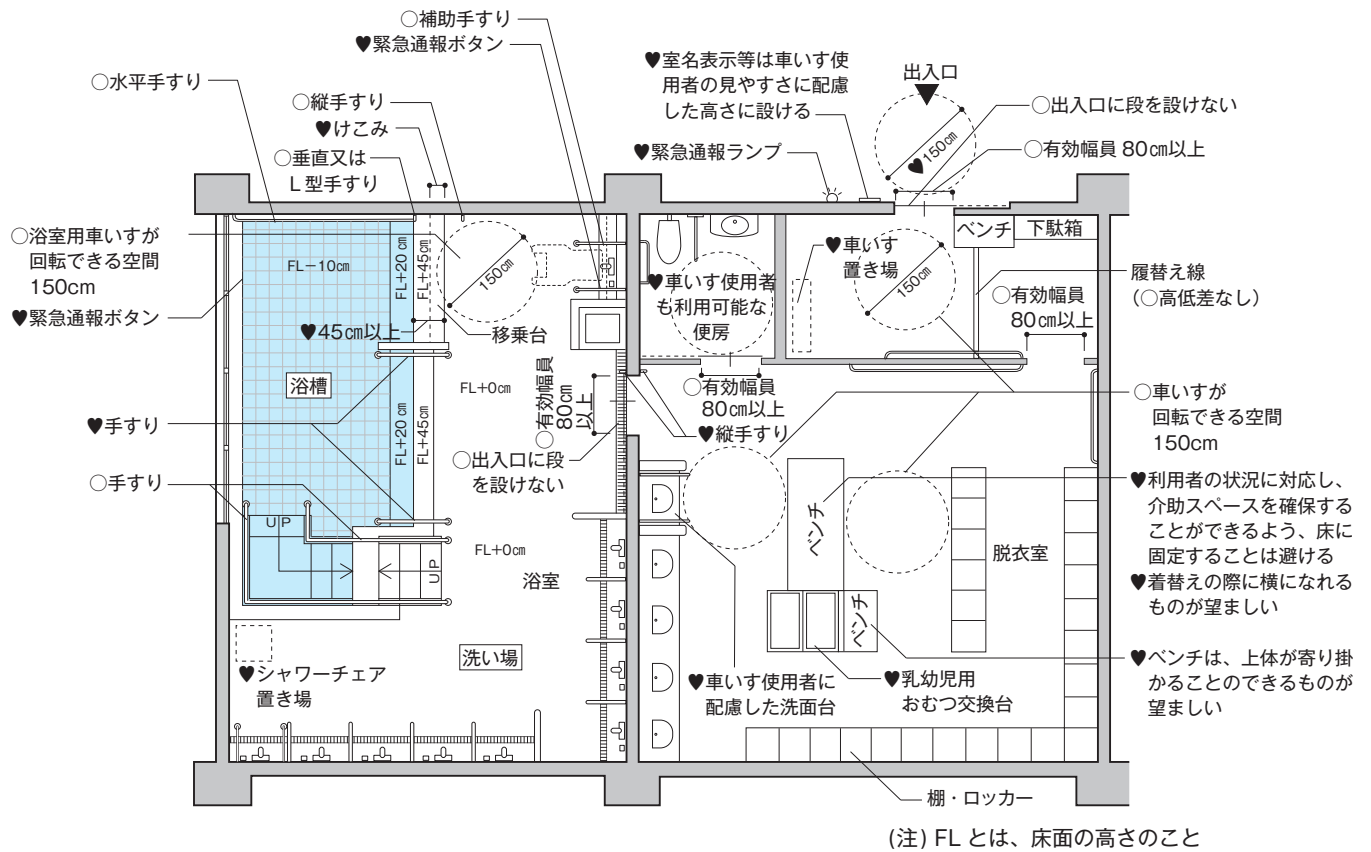 ○補助手すり
♥緊急通報ボタン
○水平手すり
○縦手すり
♥けこみ
○垂直又は
L型手すり
○浴室用車いすが
回転できる空間
150cm
♥緊急通報ボタン
♥手すり
○手すり
♥室名表示等は車いす使
用者の見やすさに配慮
した高さに設ける
♥緊急通報ランプ
出入口
♥150cm
○出入口に段を設けない
○有効幅員 80cm以上
FL−10cm
FL+20cm
FL+45cm
150cm
♥45cm以上
移乗台
浴槽
FL+0cm
FL+20cm
FL+45cm
○有効幅員
80cm
以上
○出入口に段
を設けない
UP
UP
FL+0cm
浴室
洗い場
♥シャワーチェア
置き場
♥車いす使用者
も利用可能な
便房
○有効幅員
80cm以上
♥縦手すり
♥車いす
置き場
150cm
ベンチ
下駄箱
履替え線
(○高低差なし)
○有効幅員
80cm以上
○車いすが
回転できる空間
150cm
ベンチ
ベンチ
脱衣室
♥利用者の状況に対応し、
介助スペースを確保する
ことができるよう、床に
固定することは避ける
♥着替えの際に横になれる
ものが望ましい
♥ベンチは、上体が寄り掛
かることのできるものが
望ましい
♥車いす使用者に
配慮した洗面台
♥乳幼児用
おむつ交換台
棚・ロッカー
(注) FL とは、床面の高さのこと